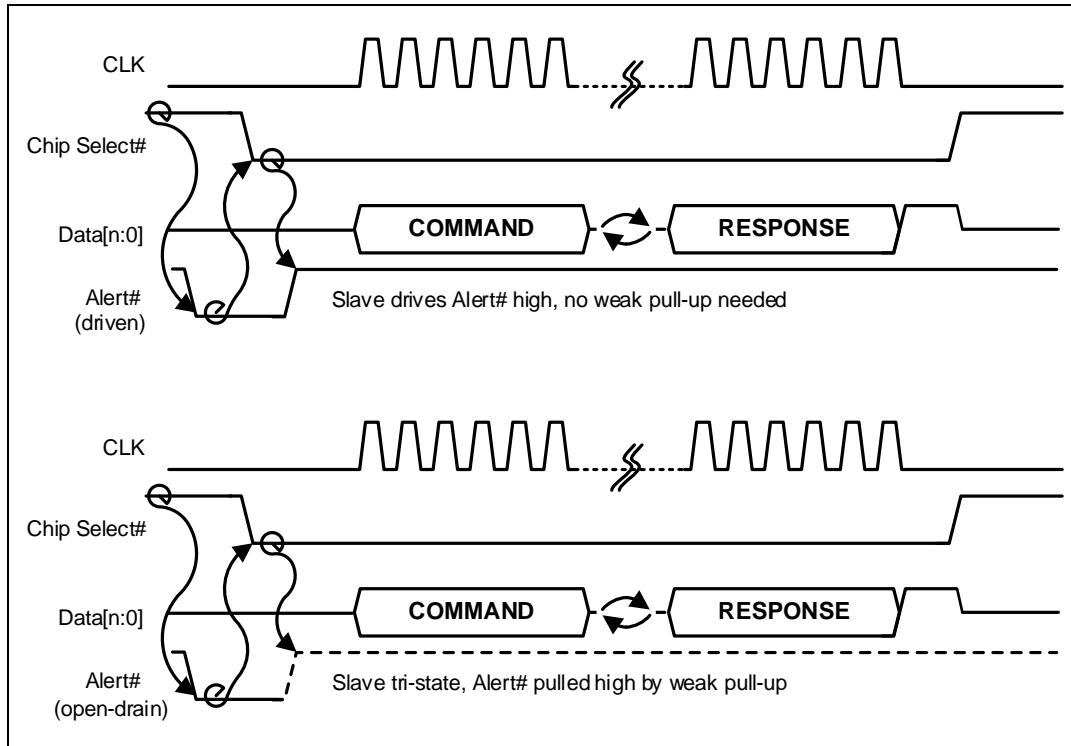 CLK
Chip Select#
Data[n:0]
COMMAND
RESPONSE
Alert#
(driven)
Slave drives Alert# high, no weak pull-up needed
CLK
Chip Select#
Data[n:0]
COMMAND
RESPONSE
Alert#
(open-drain)
Slave tri-state, Alert# pulled high by weak pull-up